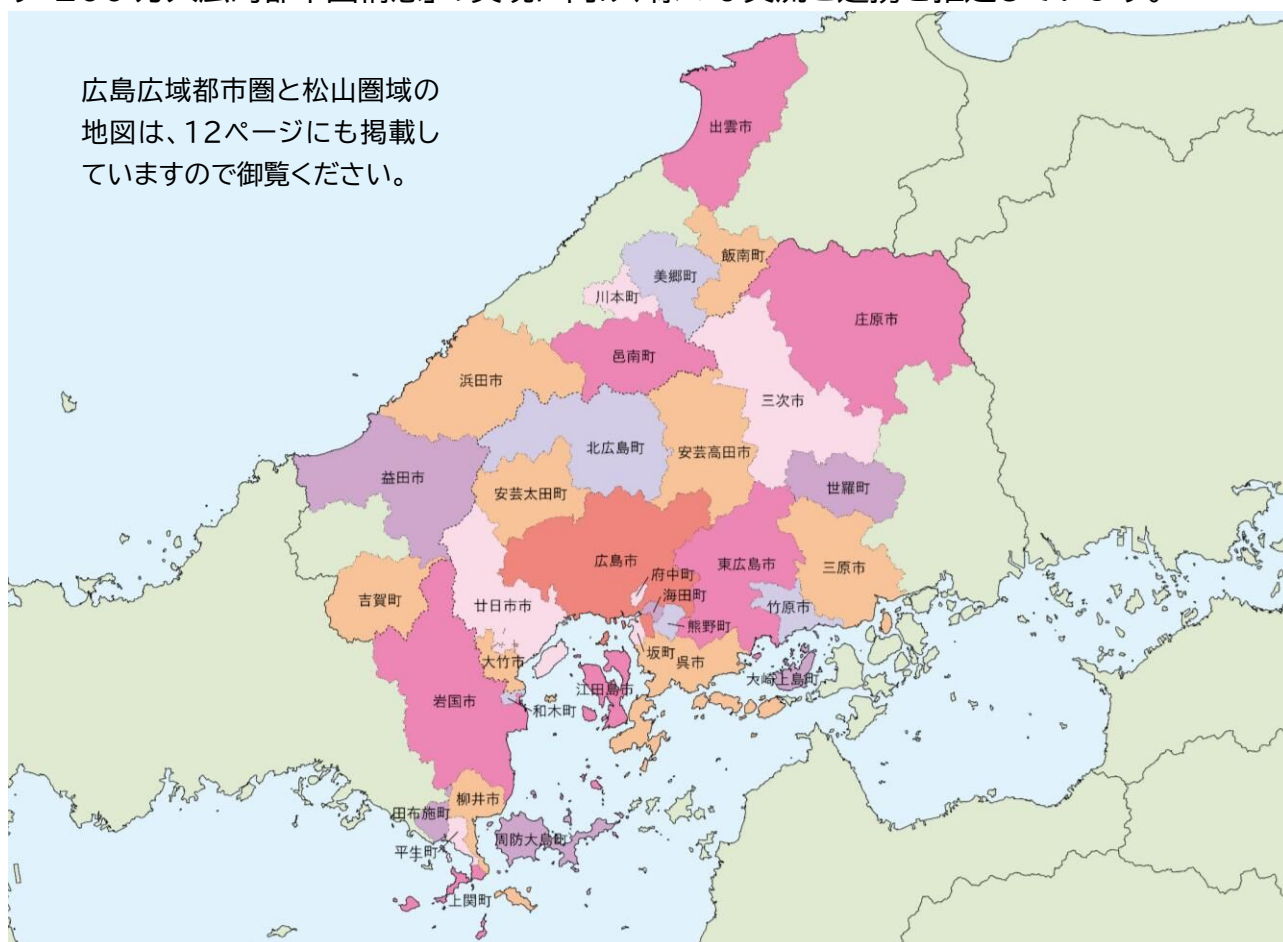 広島広域都市圏と松山圏域の
地図は、12ページにも掲載し
ていますので御覧ください。
出雲市
飯南町
美郷町
川本町
庄原市
邑南町
浜田市
三次市
北広島町
安芸高田市
益田市
安芸太田町
世羅町
広島市
東広島市
三原市
府中町
海田町
吉賀町
廿日市市
竹原市
熊野町
坂町
呉市
大竹市
大崎上島町
江田島市
岩国市
和木町
柳井市
田布施町
周防大島町
平生町
上関町